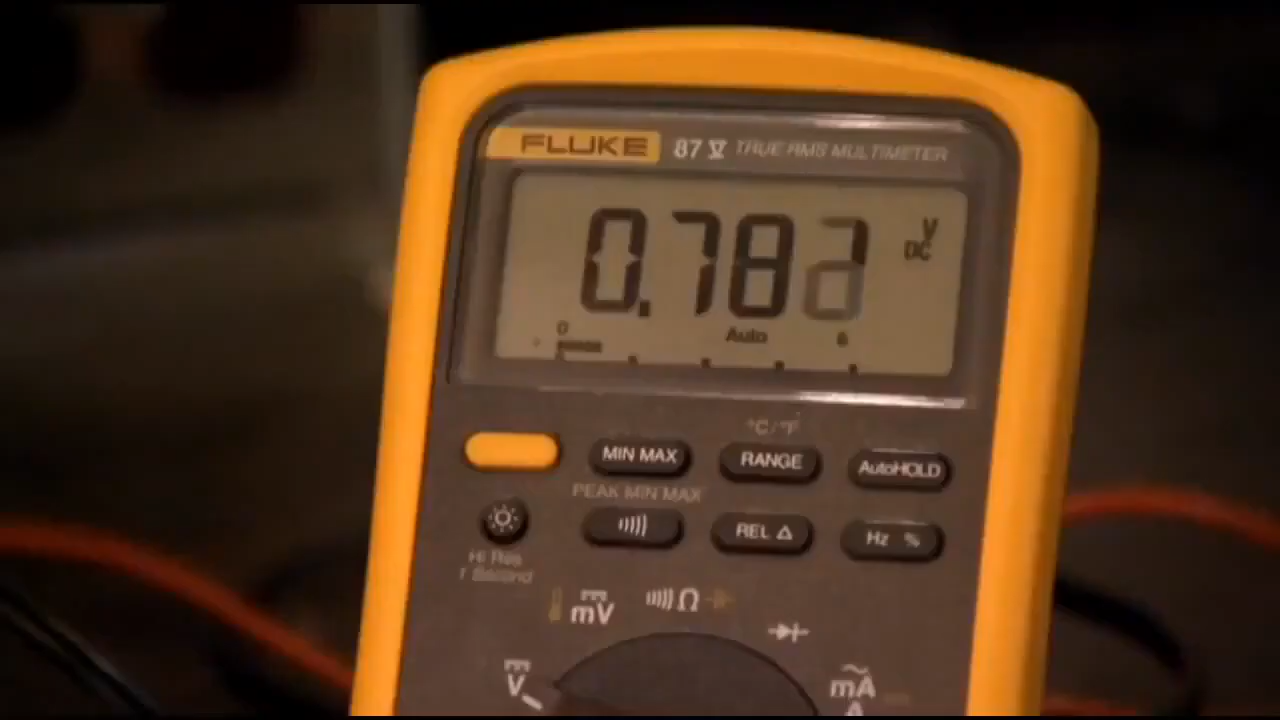 FLUKE 87 V TRUE RMS MULTIMETER
0.78
V
DC
0 Auto 6
°C/°F
MIN MAX RANGE AutoHOLD
PEAK MIN MAX
REL Δ Hz %
Hi Res
1 Second
mV Ω
V mA
A